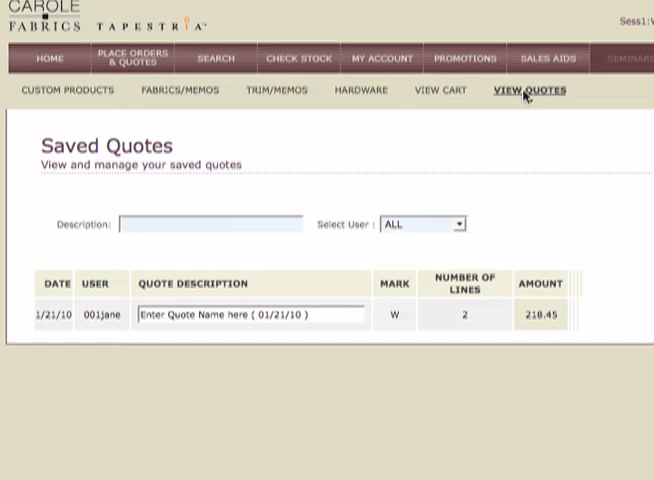 CAROLE
FABRICS TAPESTRIA
Sess1:
HOME PLACE ORDERS & QUOTES SEARCH CHECK STOCK MY ACCOUNT PROMOTIONS SALES AIDS
CUSTOM PRODUCTS FABRICS/MEMOS TRIM/MEMOS HARDWARE VIEW CART VIEW QUOTES
Saved Quotes
View and manage your saved quotes
Description: Select User : ALL
DATE USER QUOTE DESCRIPTION MARK NUMBER OF LINES AMOUNT
1/21/10 001jane Enter Quote Name here ( 01/21/10 ) W 2 218.45